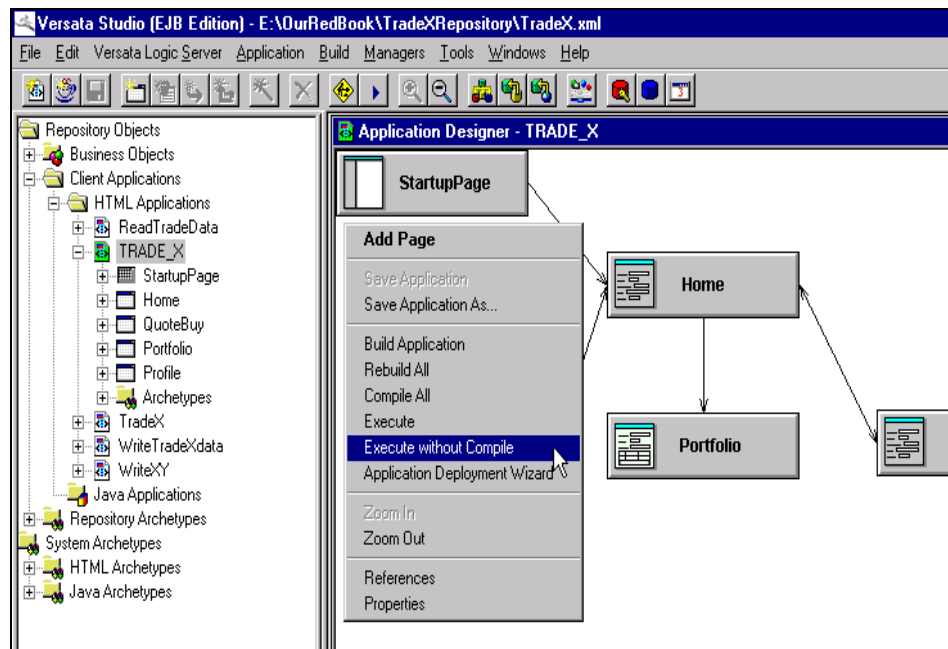 Versata Studio (EJB Edition) - E:\OurRedBook\TradeXRepository\TradeX.xml
File Edit Versata Logic Server Application Build Managers Tools Windows Help
Repository Objects
Business Objects
Client Applications
HTML Applications
ReadTradeData
TRADE_X
StartupPage
Home
QuoteBuy
Portfolio
Profile
Archetypes
TradeX
WriteTradeXdata
WriteXY
Java Applications
Repository Archetypes
System Archetypes
HTML Archetypes
Java Archetypes
Application Designer - TRADE_X
StartupPage
Add Page
Save Application
Save Application As...
Build Application
Rebuild All
Compile All
Execute
Execute without Compile
Application Deployment Wizard
Zoom In
Zoom Out
References
Properties
Home
Portfolio